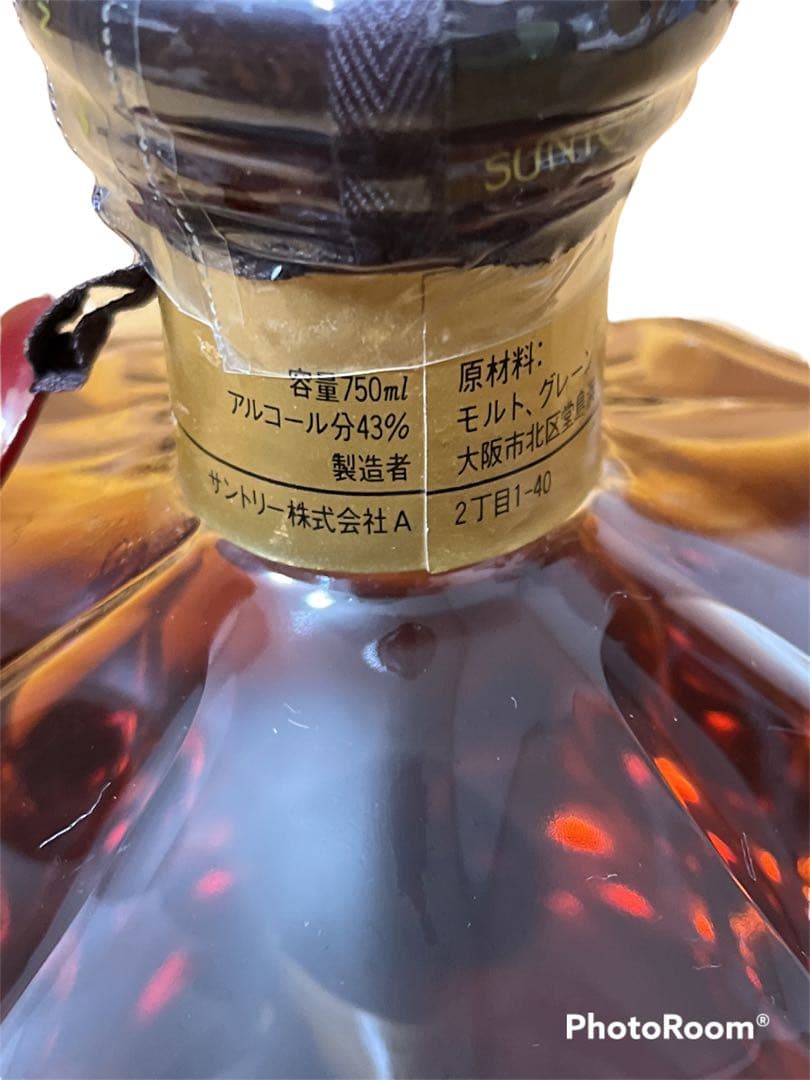 SUNTO
容量750ml
アルコール分43%
製造者
サントリー株式会社A
原材料:
モルト、グレーン
大阪市北区堂島
2丁目1-40
PhotoRoom®